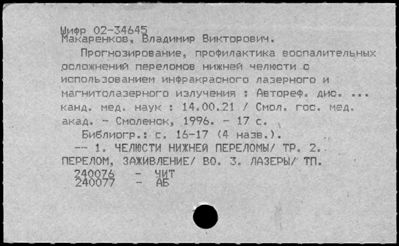 Шифр 02-34645
Макаренков, Владимир Викторович.
Прогнозирование, профилактика воспалительных
осложнений переломов нижней челюсти с
использованием инфракрасного лазерного и
магнитолазерного излучения : Автореф. дис. ...
канд. мед. наук : 14.00.21 / Смол. гос. мед.
акад. - Смоленск, 1996. - 17 с.
Библиогр.: с. 16-17 (4 назв.).
-- 1. ЧЕЛЮСТИ НИЖНЕЙ ПЕРЕЛОМЫ/ ТР. 2.
ПЕРЕЛОМ, ЗАЖИВЛЕНИЕ/ ВО. 3. ЛАЗЕРЫ/ ТП.
240076 - ЧИТ
240077 - АБ